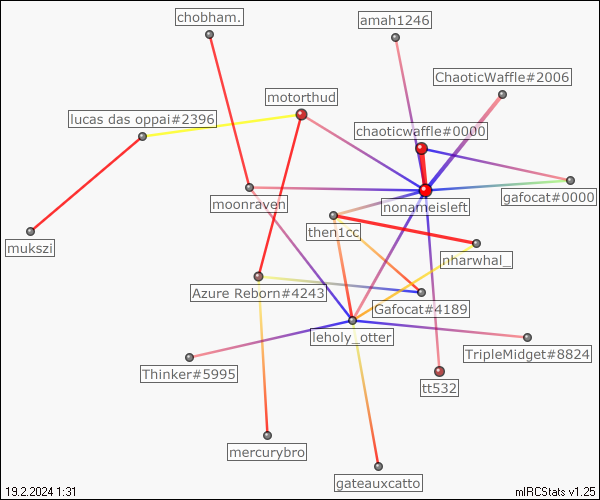 chobham.
amah1246
ChaoticWaffle#2006
motorthud
lucas das oppai#2396
chaoticwaffle#0000
gafocat#0000
moonraven
nonameisleft
then1cc
mukszi
nharwhal_
Azure Reborn#4243
Gafocat#4189
leholy_otter
TripleMidget#8824
Thinker#5995
tt532
mercurybro
gateauxcatto
19.2.2024 1:31
mIRCStats v1.25